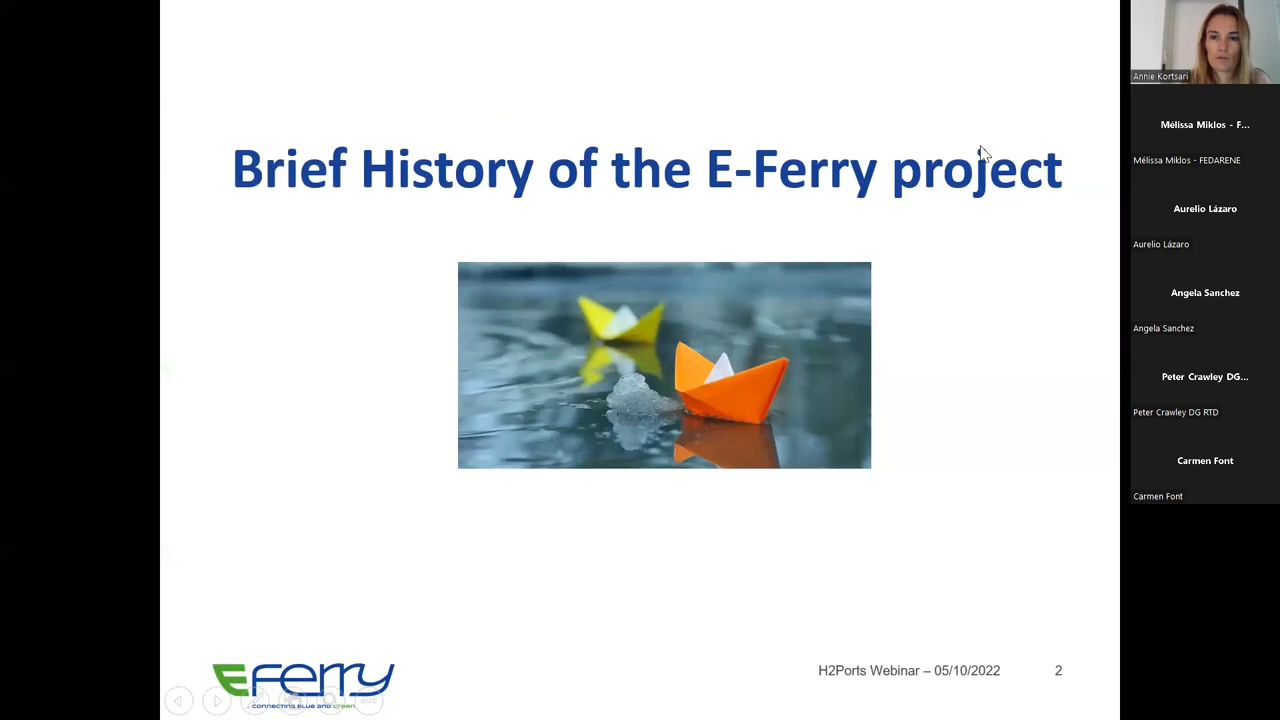 Brief History of the E-Ferry project
Eferry
CONNECTING BLUE AND GREEN
H2Ports Webinar – 05/10/2022
2
Annie Kortsari
Mélissa Miklos - F...
Mélissa Miklos - FEDARENE
Aurelio Lázaro
Aurelio Lázaro
Angela Sanchez
Angela Sanchez
Peter Crawley DG...
Peter Crawley DG RTD
Carmen Font
Carmen Font